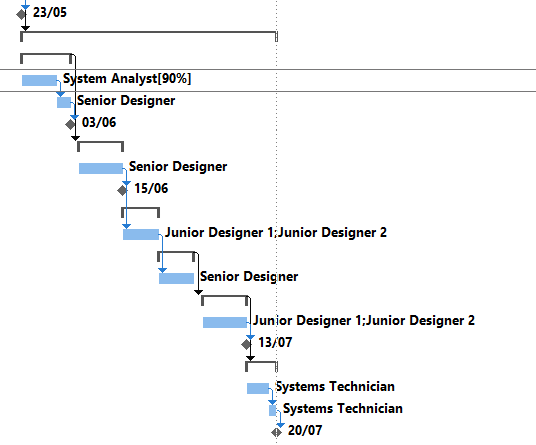 23/05
System Analyst[90%]
Senior Designer
03/06
Senior Designer
15/06
Junior Designer 1;Junior Designer 2
Senior Designer
Junior Designer 1;Junior Designer 2
13/07
Systems Technician
Systems Technician
20/07